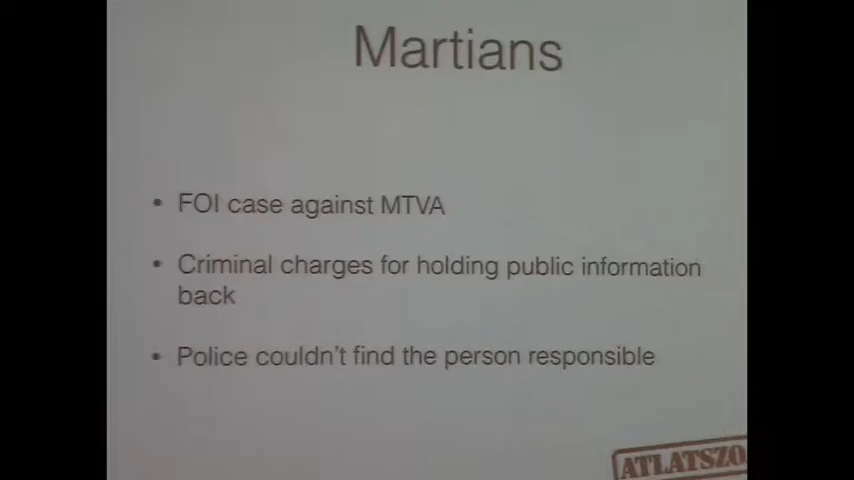 Martians
• FOI case against MTVA
• Criminal charges for holding public information
back
• Police couldn't find the person responsible
ATLATSZO